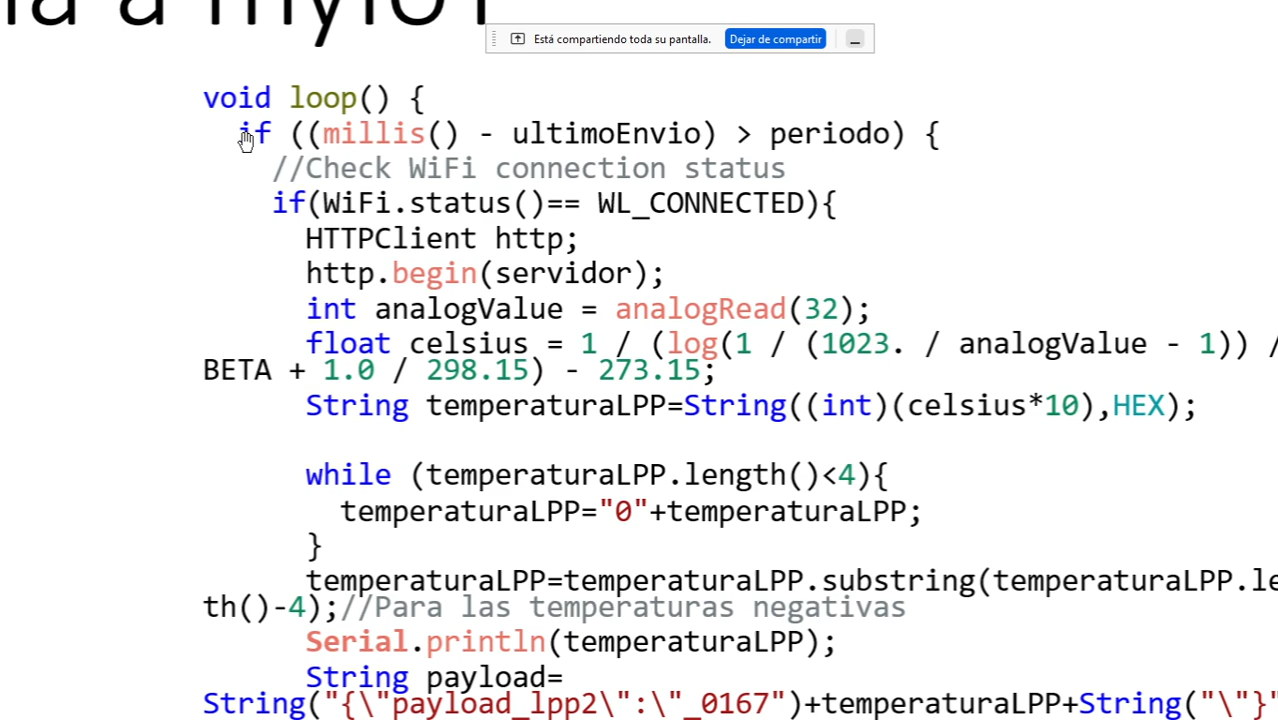 a myIoT
Está compartiendo toda su pantalla. Dejar de compartir
void loop() {
if ((millis() - ultimoEnvio) > periodo) {
//Check WiFi connection status
if(WiFi.status()== WL_CONNECTED){
HTTPClient http;
http.begin(servidor);
int analogValue = analogRead(32);
float celsius = 1 / (log(1 / (1023. / analogValue - 1)) /
BETA + 1.0 / 298.15) - 273.15;
String temperaturaLPP=String((int)(celsius*10),HEX);
while (temperaturaLPP.length()<4){
temperaturaLPP="0"+temperaturaLPP;
}
temperaturaLPP=temperaturaLPP.substring(temperaturaLPP.le
th()-4);//Para las temperaturas negativas
Serial.println(temperaturaLPP);
String payload=
String("{\"payload_lpp2\":\"_0167")+temperaturaLPP+String("\"}"